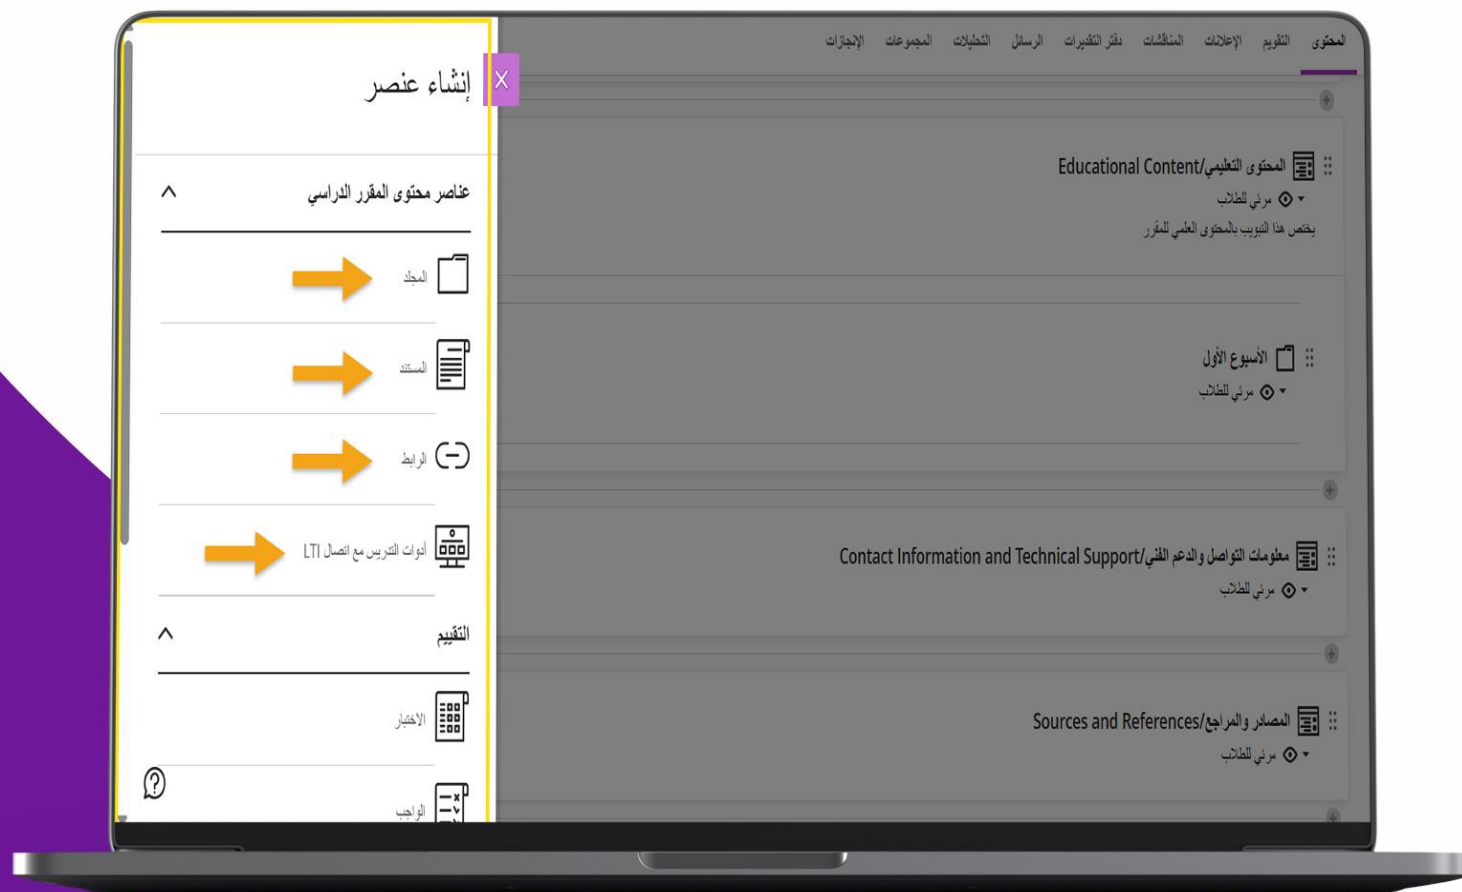 المحتوى التقويم الإعلانات المناقشات دفتر التقديرات الرسائل التحليلات المجموعات الإنجازات
المحتوى التعليمي/Educational Content
مرئي للطلاب
يختص هذا التبويب بالمحتوى العلمي للمقرر
الأسبوع الأول
مرئي للطلاب
معلومات التواصل والدعم الفني/Contact Information and Technical Support
مرئي للطلاب
المصادر والمراجع/Sources and References
مرئي للطلاب
إنشاء عنصر
X
عناصر محتوى المقرر الدراسي
المجلد
المستند
الرابط
أدوات التدريس مع اتصال LTI
التقييم
الاختبار
الواجب